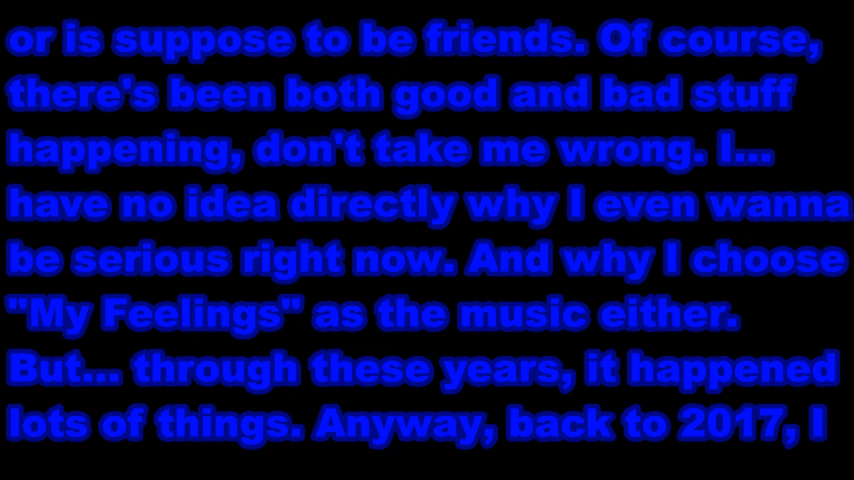 or is suppose to be friends. Of course,
there's been both good and bad stuff
happening, don't take me wrong. I...
have no idea directly why I even wanna
be serious right now. And why I choose
"My Feelings" as the music either.
But... through these years, it happened
lots of things. Anyway, back to 2017, I